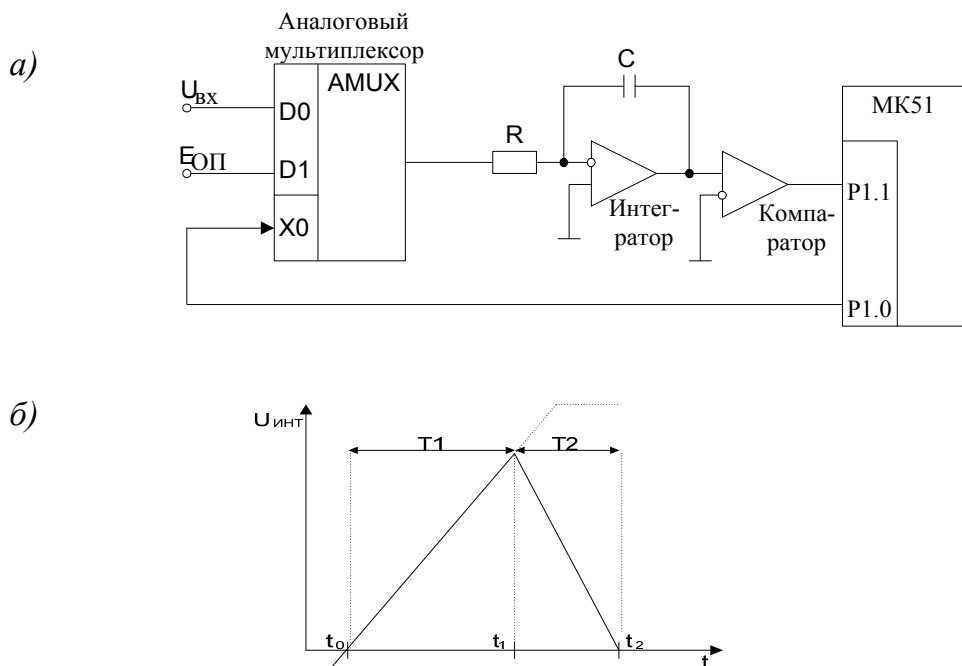 а)
Аналоговый
мультиплексор
AMUX
Uвх
D0
EОП
D1
X0
R
C
Интег-
ратор
Компа-
ратор
МК51
P1.1
P1.0
б)
Uинт
T1
T2
t0
t1
t2
t